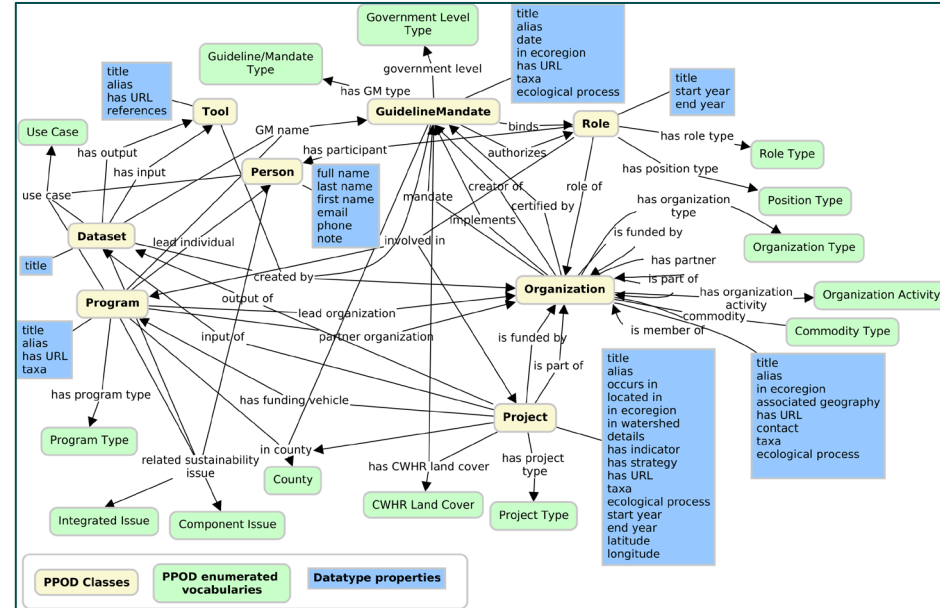 Government Level
Type
title
alias
date
in ecoregion
has URL
taxa
ecological process
Guideline/Mandate
Type
government level
has GM type
title
alias
has URL
references
title
start year
end year
Tool
GuidelineMandate
Role
Use Case
GM name
binds
has output
has participant
authorizes
has role type
Role Type
has input
Person
full name
last name
first name
email
phone
note
use case
mandate
creator of
role of
has position type
Position Type
certified by
implements
has organization
type
Organization Type
Dataset
lead individual
involved in
is funded by
title
has partner
created by
is part of
Program
Organization
output of
has organization
activity
Organization Activity
lead organization
commodity
Commodity Type
title
alias
has URL
taxa
input of
partner organization
is funded by
is member of
is part of
title
alias
occurs in
located in
in ecoregion
in watershed
details
has indicator
has strategy
has URL
taxa
ecological process
start year
end year
latitude
longitude
title
alias
in ecoregion
associated geography
has URL
contact
taxa
ecological process
has program type
has funding vehicle
Project
Program Type
in county
related sustainability
issue
has CWHR land cover
has project
type
County
CWHR Land Cover
Project Type
Integrated Issue
Component Issue
PPOD Classes
PPOD enumerated
vocabularies
Datatype properties